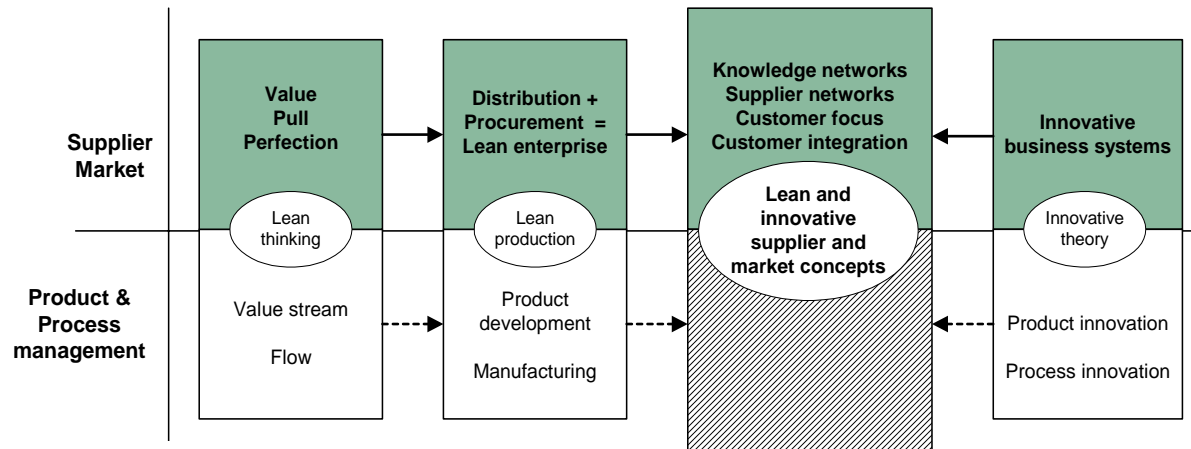 Supplier
Market
Value
Pull
Perfection
Distribution +
Procurement =
Lean enterprise
Knowledge networks
Supplier networks
Customer focus
Customer integration
Innovative
business systems
Lean
thinking
Lean
production
Lean and
innovative
supplier and
market concepts
Innovative
theory
Product &
Process
management
Value stream
Flow
Product
development
Manufacturing
Product innovation
Process innovation